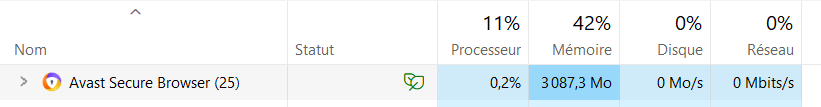 11% 42% 0% 0%
Nom Statut Processeur Mémoire Disque Réseau
Avast Secure Browser (25) 0,2% 3 087,3 Mo 0 Mo/s 0 Mbits/s